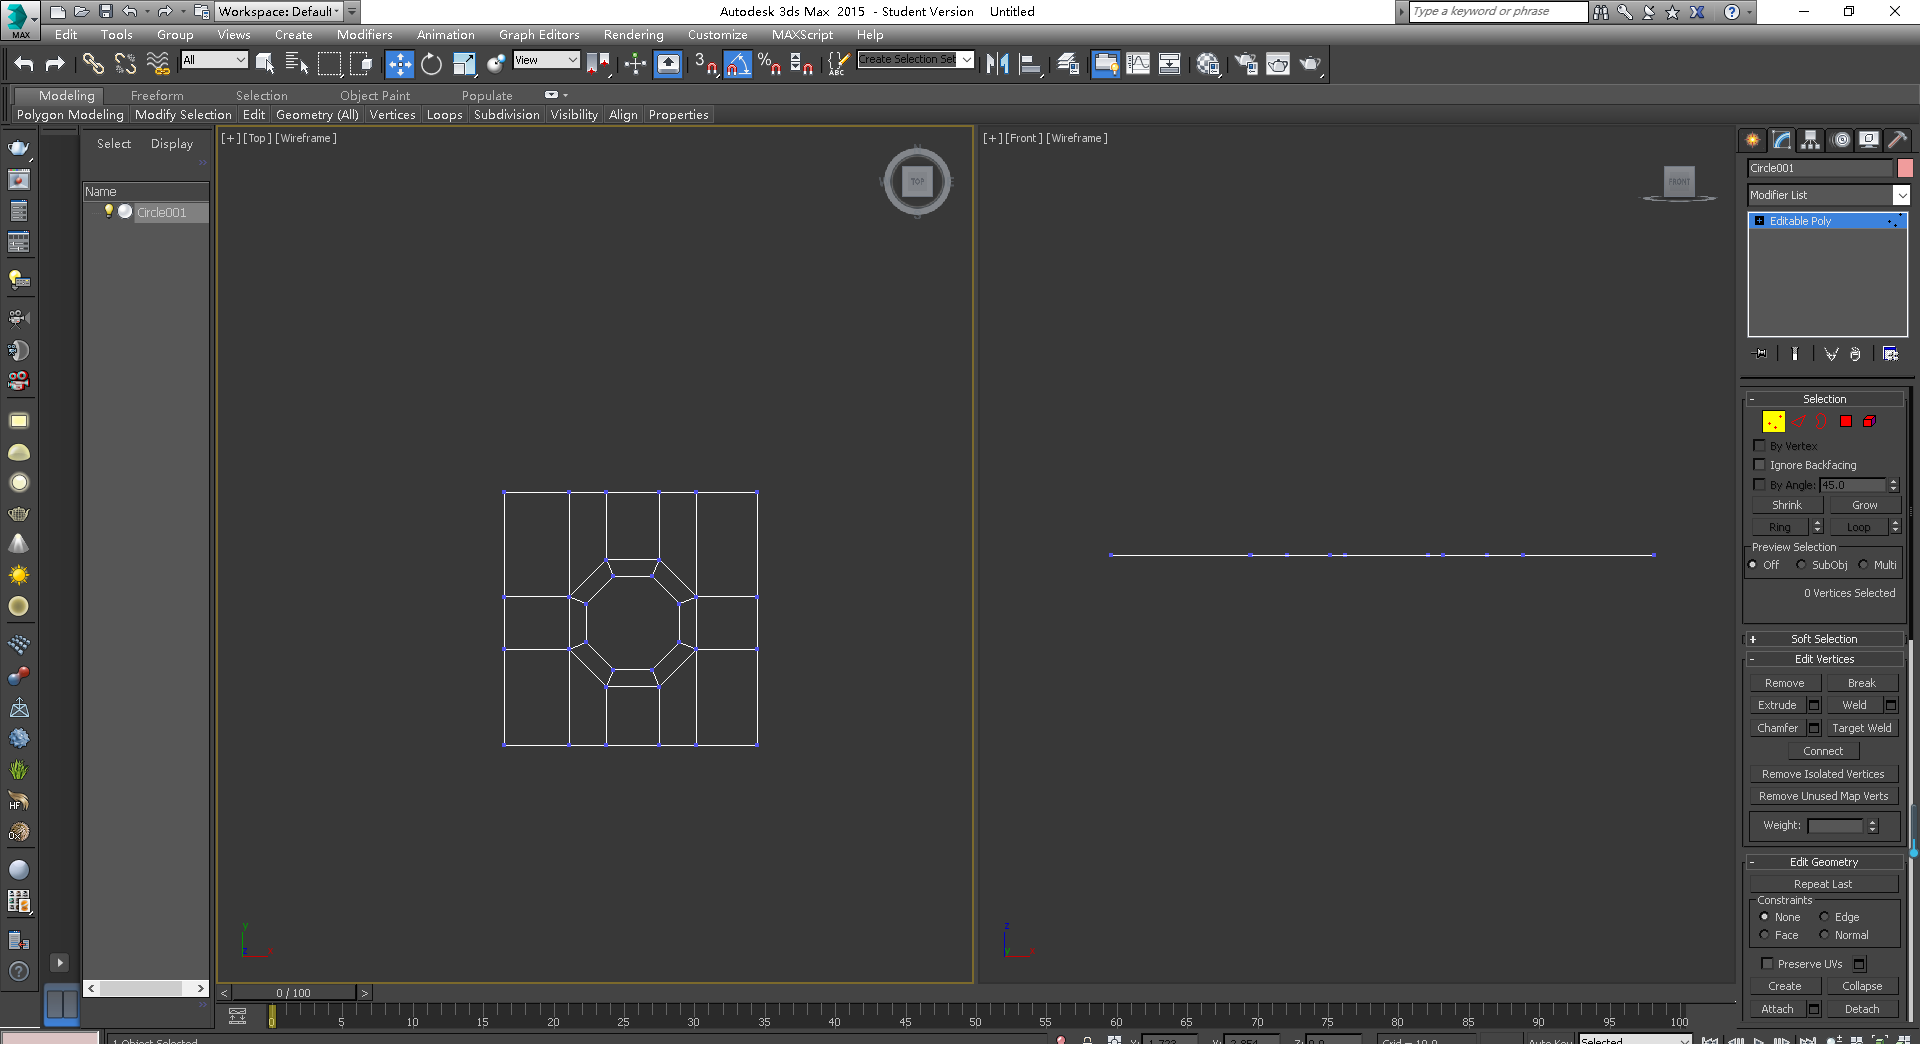 Workspace: Default
Autodesk 3ds Max 2015 - Student Version Untitled
Type a keyword or phrase
MAX
Edit Tools Group Views Create Modifiers Animation Graph Editors Rendering Customize MAXScript Help
All
View
3
%
ABC
Create Selection Set
Modeling Freeform Selection Object Paint Populate
Polygon Modeling Modify Selection Edit Geometry (All) Vertices Loops Subdivision Visibility Align Properties
Select Display
Name
Circle001
[+] [Top] [Wireframe]
TOP
[+] [Front] [Wireframe]
FRONT
Circle001
Modifier List
Editable Poly
- Selection
By Vertex
Ignore Backfacing
By Angle: 45.0
Shrink Grow
Ring Loop
Preview Selection
Off SubObj Multi
0 Vertices Selected
+ Soft Selection
- Edit Vertices
Remove Break
Extrude Weld
Chamfer Target Weld
Connect
Remove Isolated Vertices
Remove Unused Map Verts
Weight:
- Edit Geometry
Repeat Last
Constraints
None Edge
Face Normal
Preserve UVs
Create Collapse
Attach Detach
HF
y
z
< 0 / 100 >
0 5 10 15 20 25 30 35 40 45 50 55 60 65 70 75 80 85 90 95 100
1 Object Selected
Auto Key Selected